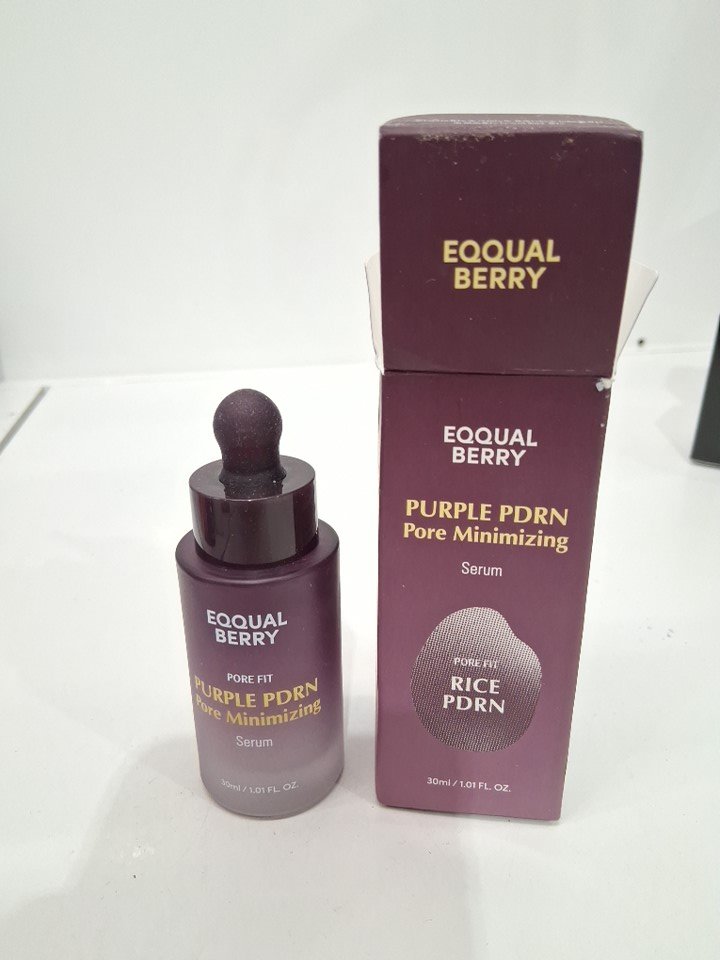 EQQUAL
BERRY
PORE FIT
PURPLE PDRN
Pore Minimizing
Serum
30ml / 1.01 FL. OZ.
EQQUAL
BERRY
EQQUAL
BERRY
PURPLE PDRN
Pore Minimizing
Serum
PORE FIT
RICE
PDRN
30ml / 1.01 FL. OZ.